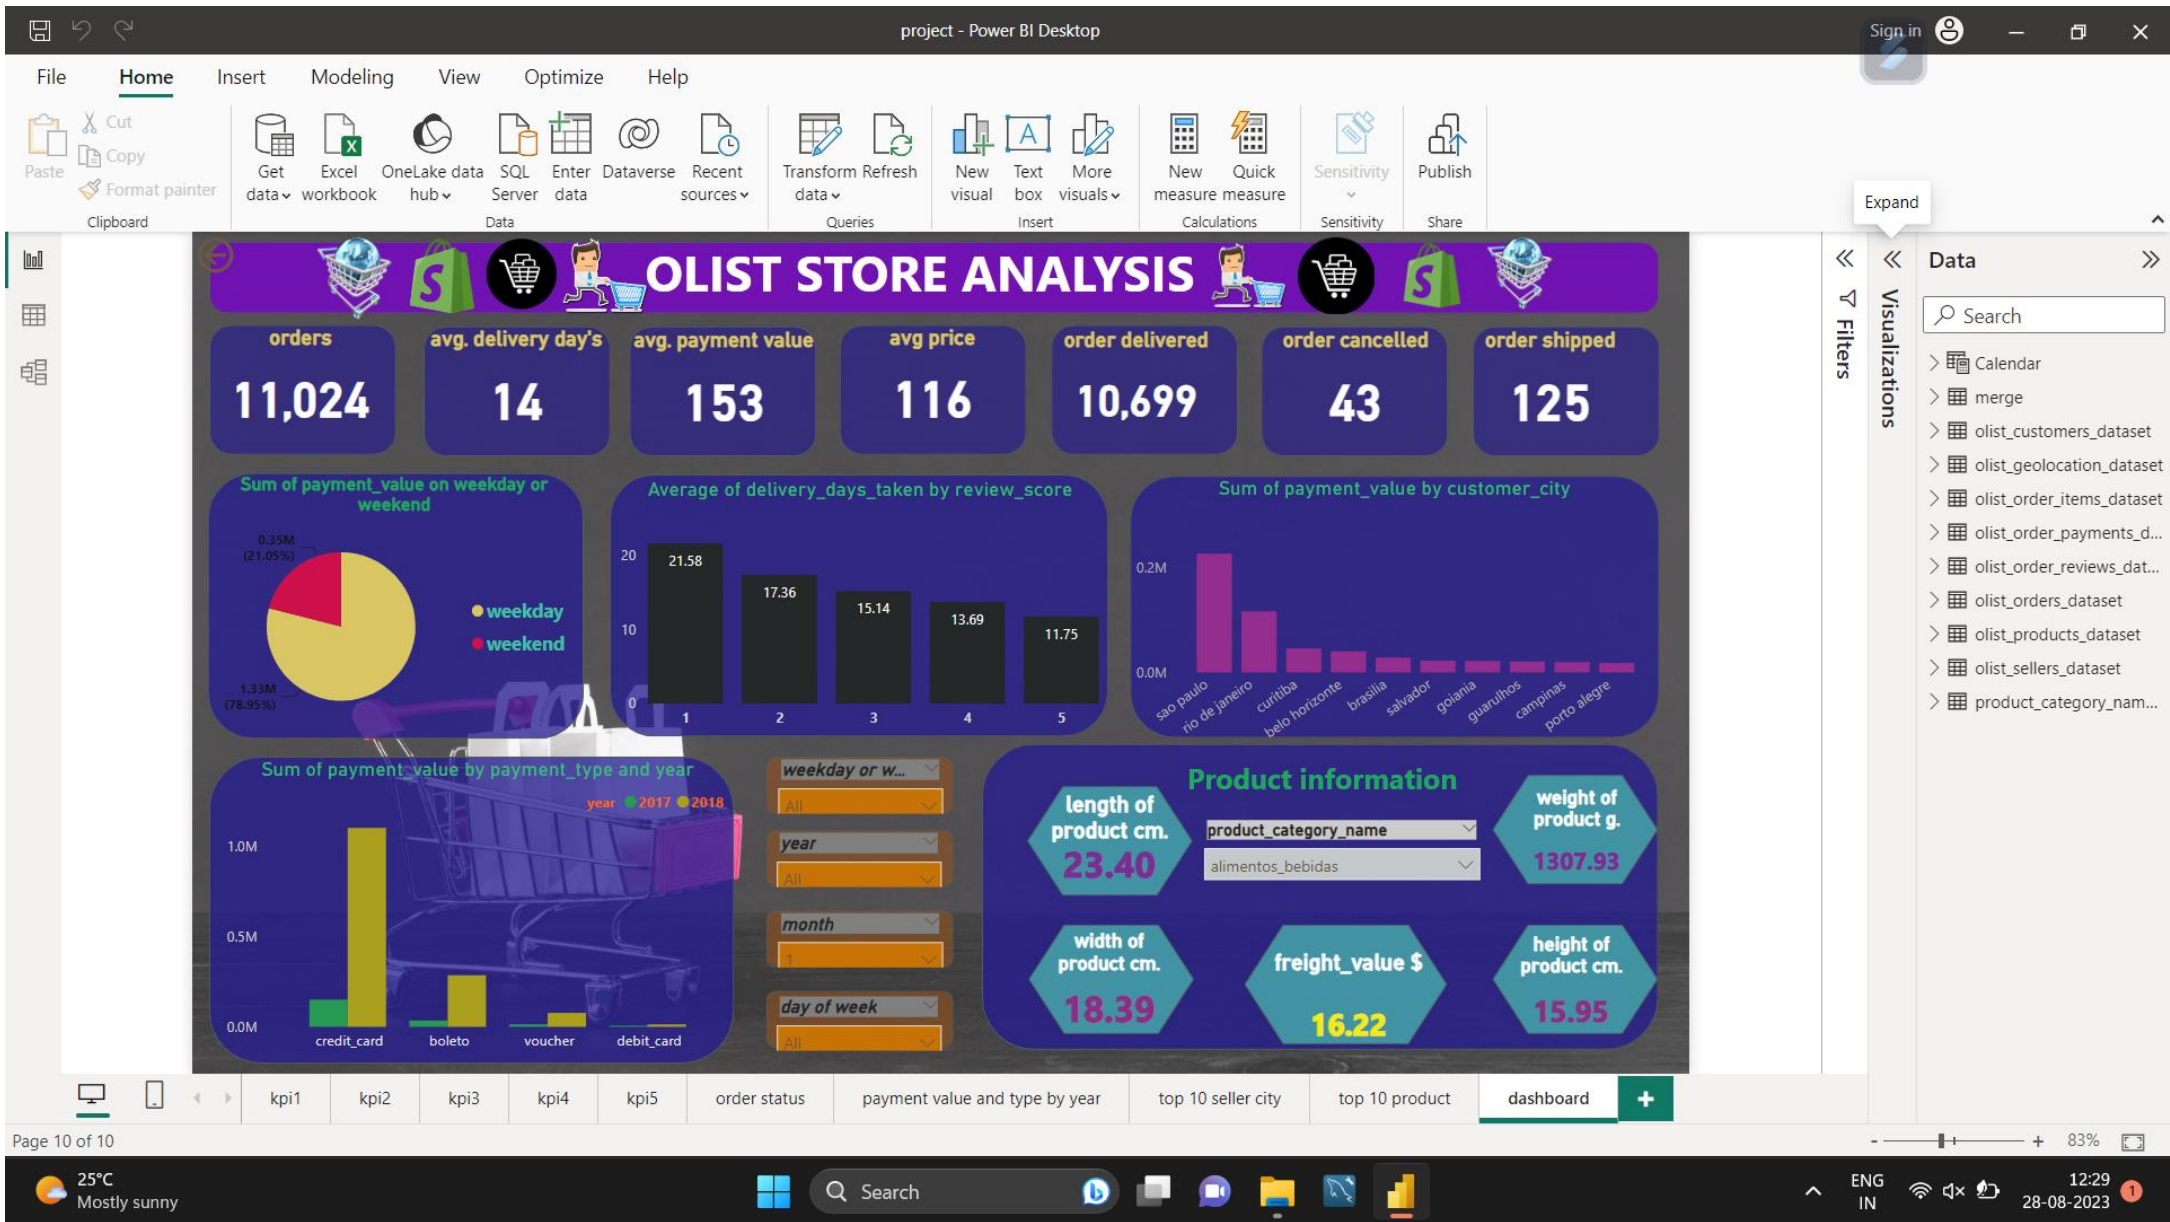 project - Power BI Desktop
Sign in
File Home Insert Modeling View Optimize Help
Paste
Cut
Copy
Format painter
Clipboard
Get data
Excel workbook
OneLake data hub
SQL Server
Enter data
Dataverse
Recent sources
Data
Transform data
Refresh
Queries
New visual
Text box
More visuals
Insert
New measure
Quick measure
Calculations
Sensitivity
Sensitivity
Publish
Share
Expand
OLIST STORE ANALYSIS
orders
11,024
avg. delivery day's
14
avg. payment value
153
avg price
116
order delivered
10,699
order cancelled
43
order shipped
125
Sum of payment_value on weekday or
weekend
0.35M
(21.05%)
1.33M
(78.95%)
weekday
weekend
Average of delivery_days_taken by review_score
20
10
0
21.58
17.36
15.14
13.69
11.75
1 2 3 4 5
Sum of payment_value by customer_city
0.2M
0.0M
sao paulo
rio de janeiro
curitiba
belo horizonte
brasilia
salvador
goiania
guarulhos
campinas
porto alegre
Sum of payment_value by payment_type and year
year 2017 2018
1.0M
0.5M
0.0M
credit_card boleto voucher debit_card
weekday or w...
All
year
All
month
1
day of week
All
Product information
length of
product cm.
23.40
product_category_name
alimentos_bebidas
weight of
product g.
1307.93
width of
product cm.
18.39
freight_value $
16.22
height of
product cm.
15.95
Filters
Visualizations
Data
Search
Calendar
merge
olist_customers_dataset
olist_geolocation_dataset
olist_order_items_dataset
olist_order_payments_d...
olist_order_reviews_dat...
olist_orders_dataset
olist_products_dataset
olist_sellers_dataset
product_category_nam...
kpi1 kpi2 kpi3 kpi4 kpi5 order status payment value and type by year top 10 seller city top 10 product dashboard +
Page 10 of 10
- + 83%
25°C
Mostly sunny
Search
ENG
IN
12:29
28-08-2023
1